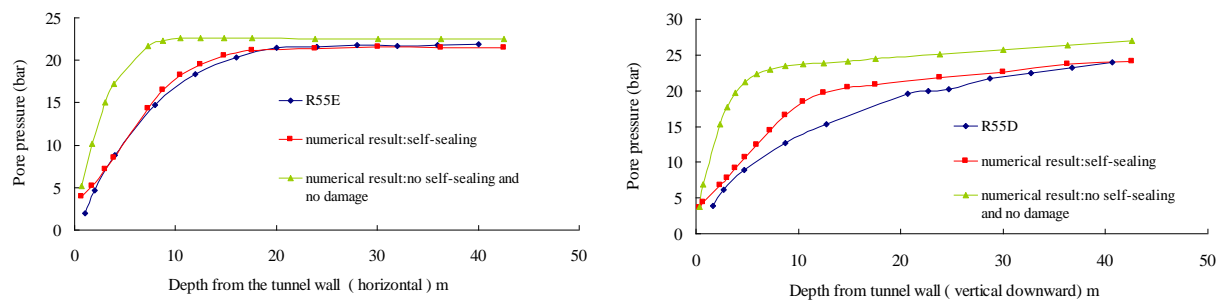 Pore pressure (bar)
25
20
15
10
5
0
0 10 20 30 40 50
R55E
numerical result:self-sealing
numerical result:no self-sealing and
no damage
Depth from the tunnel wall ( horizontal ) m
Pore pressure (bar)
30
25
20
15
10
5
0
0 10 20 30 40 50
R55D
numerical result:self-sealing
numerical result:no self-sealing
and no damage
Depth from tunnel wall ( vertical downward) m